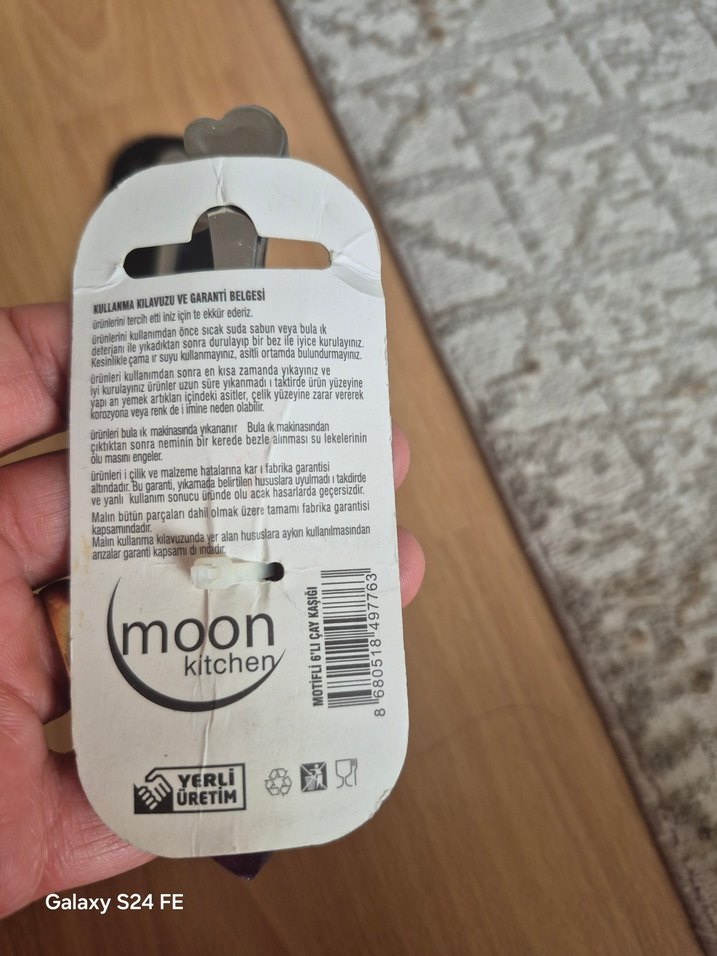 KULLANMA KILAVUZU VE GARANTİ BELGESİ
ürünlerini tercih etti iniz için te ekkür ederiz.
ürünlerini kullanımdan önce sıcak suda sabun veya bula ık
deterjanı ile yıkadıktan sonra durulayıp bir bez ile iyice kurulayınız.
Kesinlikle çama ır suyu kullanmayınız, asitli ortamda bulundurmayınız.
ürünleri kullanımdan sonra en kısa zamanda yıkayınız ve
iyi kurulayınız ürünler uzun süre yıkanmadı ı taktirde ürün yüzeyine
yapı an yemek artıkları içindeki asitler, çelik yüzeyine zarar vererek
korozyona veya renk de i imine neden olabilir.
ürünleri bula ık makinasında yıkananır Bula ık makinasından
çıktıktan sonra neminin bir kerede bezle alınması su lekelerinin
olu masını engeler.
ürünleri i çilik ve malzeme hatalarına kar ı fabrika garantisi
altındadır. Bu garanti, yıkamada belirtilen hususlara uyulmadı ı takdirde
ve yanlı kullanım sonucu üründe olu acak hasarlarda geçersizdir.
Malın bütün parçaları dahil olmak üzere tamamı fabrika garantisi
kapsamındadır.
Malın kullanma kılavuzunda yer alan hususlara aykırı kullanılmasından
arızalar garanti kapsamı dı ındadır.
moon
kitchen
MOTİFLİ 6'LI ÇAY KAŞIĞI
8 680518 497763
YERLİ
ÜRETİM
Galaxy S24 FE